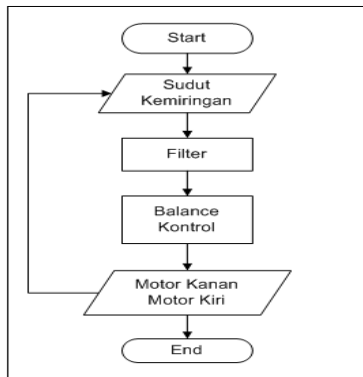 Start
Sudut
Kemiringan
Filter
Balance
Kontrol
Motor Kanan
Motor Kiri
End